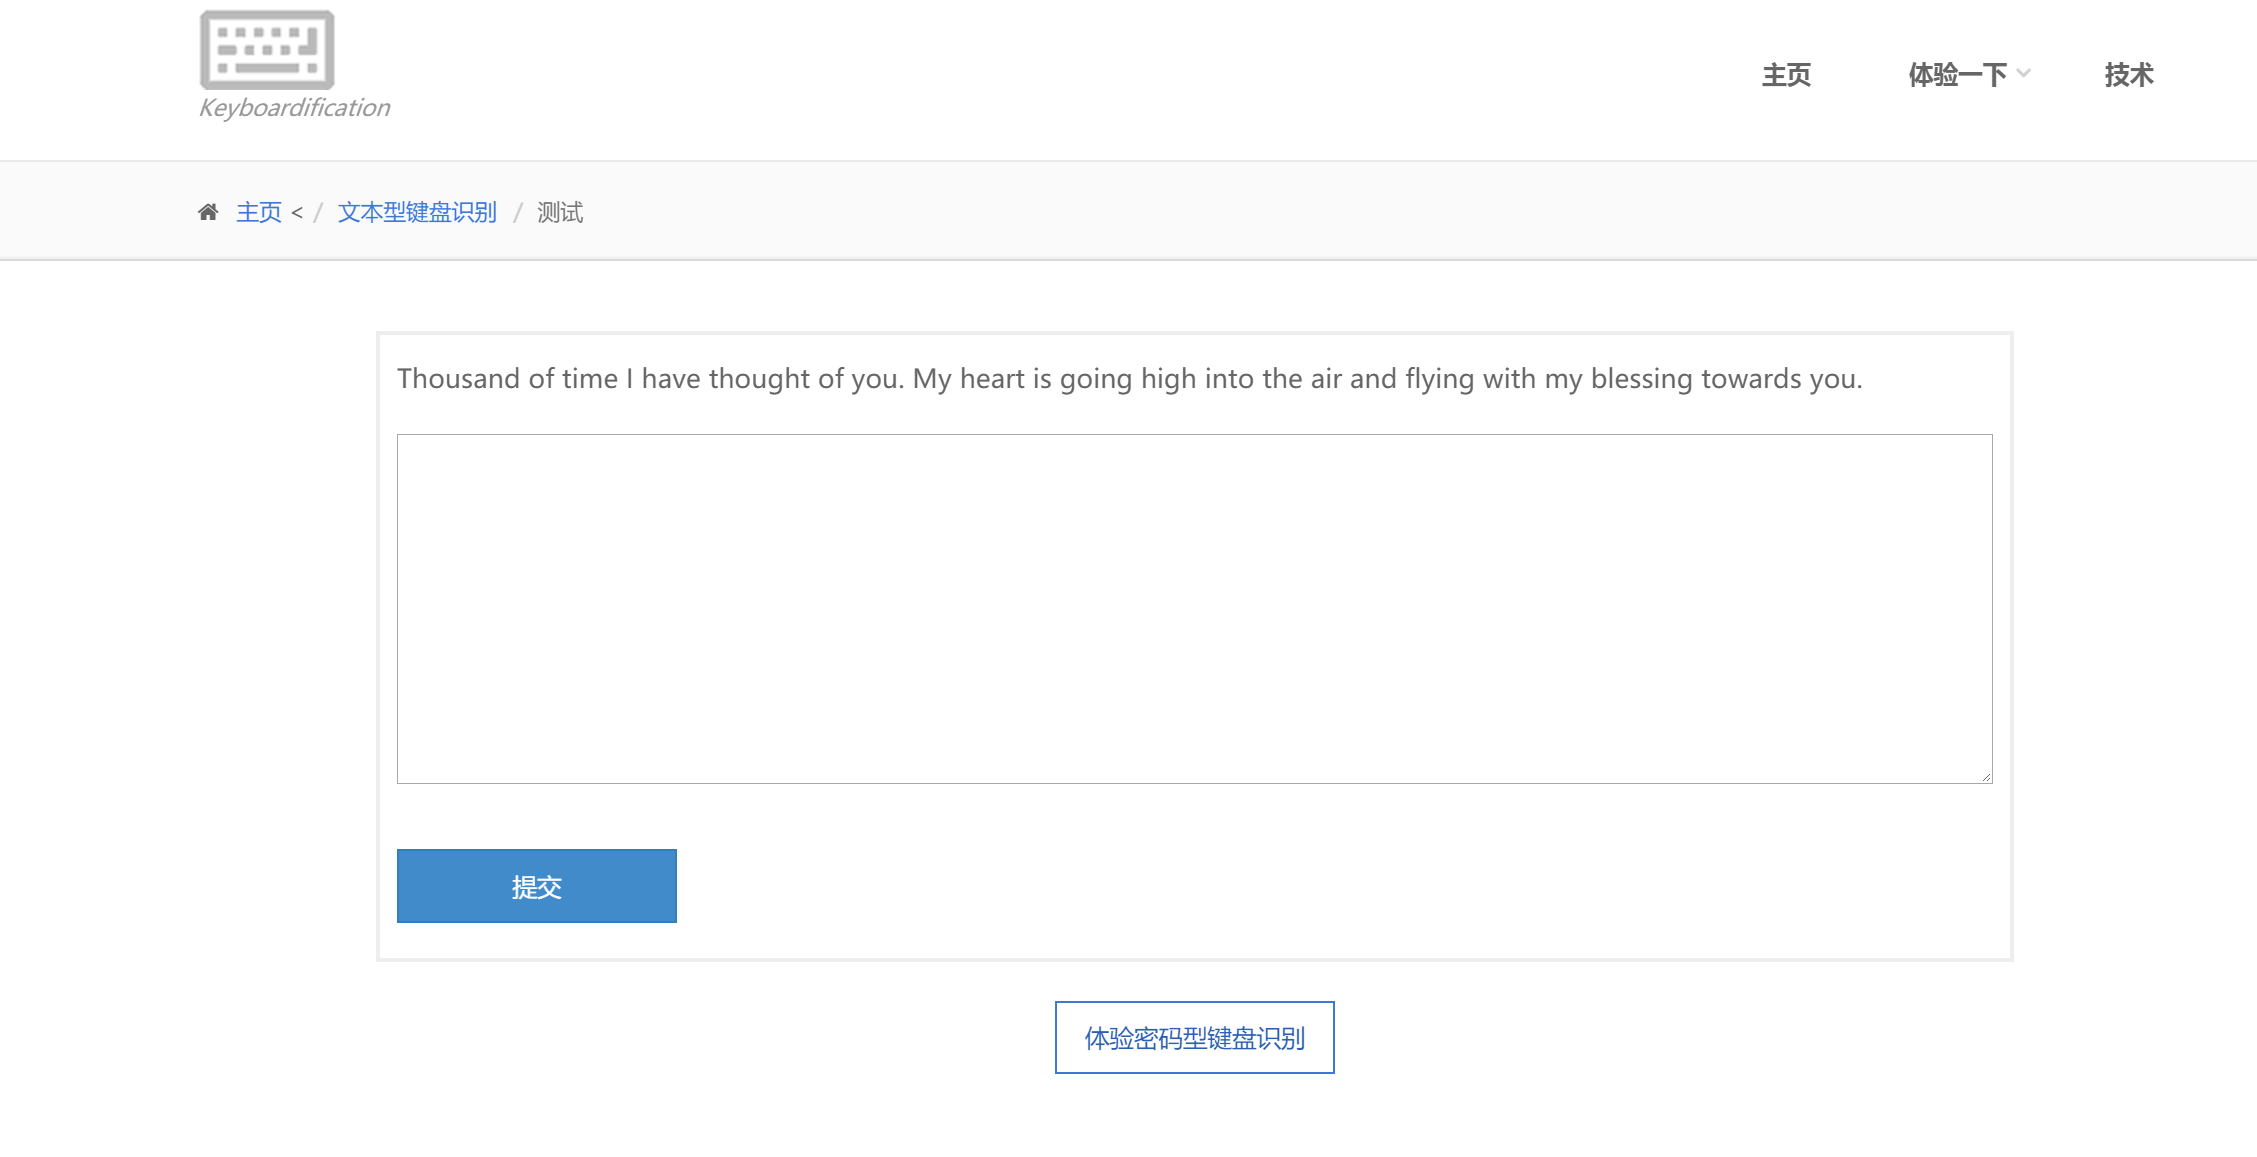 Keyboardification
主页 体验一下 技术
主页 < / 文本型键盘识别 / 测试
Thousand of time I have thought of you. My heart is going high into the air and flying with my blessing towards you.
提交
体验密码型键盘识别